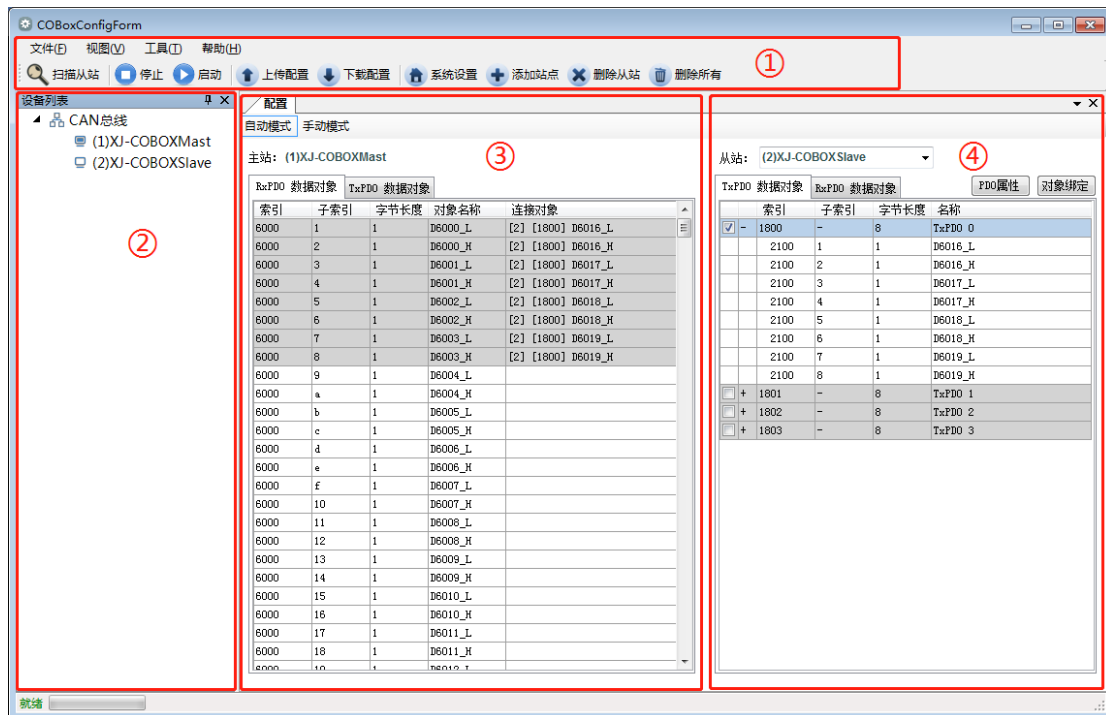 COBoxConfigForm
文件(F) 视图(V) 工具(T) 帮助(H)
扫描从站 停止 启动 上传配置 下载配置 系统设置 添加站点 删除从站 删除所有 ①
设备列表
CAN总线
(1)XJ-COBOXMast
(2)XJ-COBOXSlave
②
配置
自动模式 手动模式
主站: (1)XJ-COBOXMast ③
RxPDO 数据对象 TxPDO 数据对象
索引 子索引 字节长度 对象名称 连接对象
6000 1 1 D6000_L [2] [1800] D6016_L
6000 2 1 D6000_H [2] [1800] D6016_H
6000 3 1 D6001_L [2] [1800] D6017_L
6000 4 1 D6001_H [2] [1800] D6017_H
6000 5 1 D6002_L [2] [1800] D6018_L
6000 6 1 D6002_H [2] [1800] D6018_H
6000 7 1 D6003_L [2] [1800] D6019_L
6000 8 1 D6003_H [2] [1800] D6019_H
6000 9 1 D6004_L
6000 a 1 D6004_H
6000 b 1 D6005_L
6000 c 1 D6005_H
6000 d 1 D6006_L
6000 e 1 D6006_H
6000 f 1 D6007_L
6000 10 1 D6007_H
6000 11 1 D6008_L
6000 12 1 D6008_H
6000 13 1 D6009_L
6000 14 1 D6009_H
6000 15 1 D6010_L
6000 16 1 D6010_H
6000 17 1 D6011_L
6000 18 1 D6011_H
6000 19 1 D6012_L
从站: (2)XJ-COBOXSlave ④
TxPDO 数据对象 RxPDO 数据对象 PDO属性 对象绑定
索引 子索引 字节长度 名称
- 1800 - 8 TxPDO 0
2100 1 1 D6016_L
2100 2 1 D6016_H
2100 3 1 D6017_L
2100 4 1 D6017_H
2100 5 1 D6018_L
2100 6 1 D6018_H
2100 7 1 D6019_L
2100 8 1 D6019_H
+ 1801 - 8 TxPDO 1
+ 1802 - 8 TxPDO 2
+ 1803 - 8 TxPDO 3
就绪